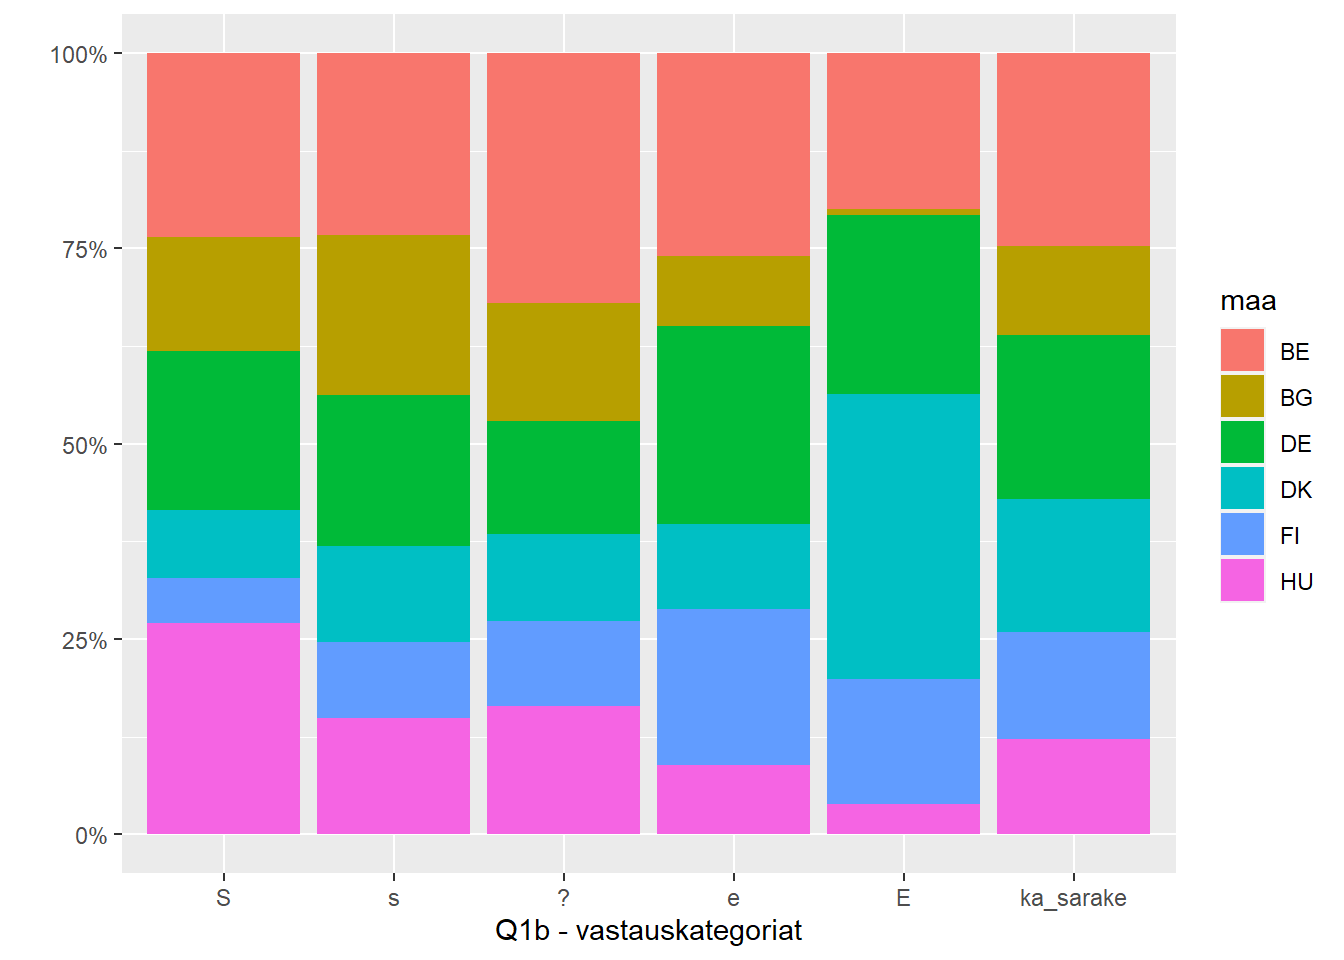 100%
75%
50%
25%
0%
S
s
?
e
E
ka_sarake
Q1b - vastauskategoriat
maa
BE
BG
DE
DK
FI
HU